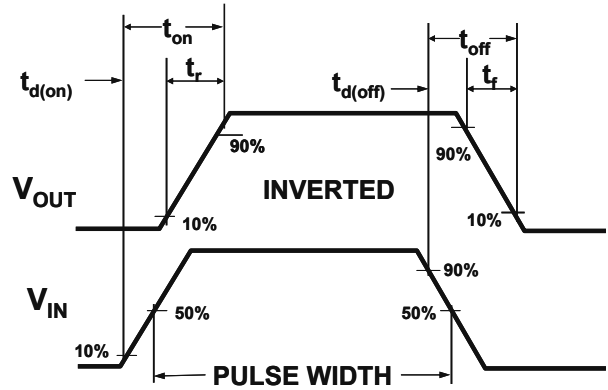 t_on
t_off
t_d(on)
t_r
t_d(off)
t_f
90%
90%
V_OUT
INVERTED
10%
10%
90%
V_IN
50%
50%
10%
PULSE WIDTH